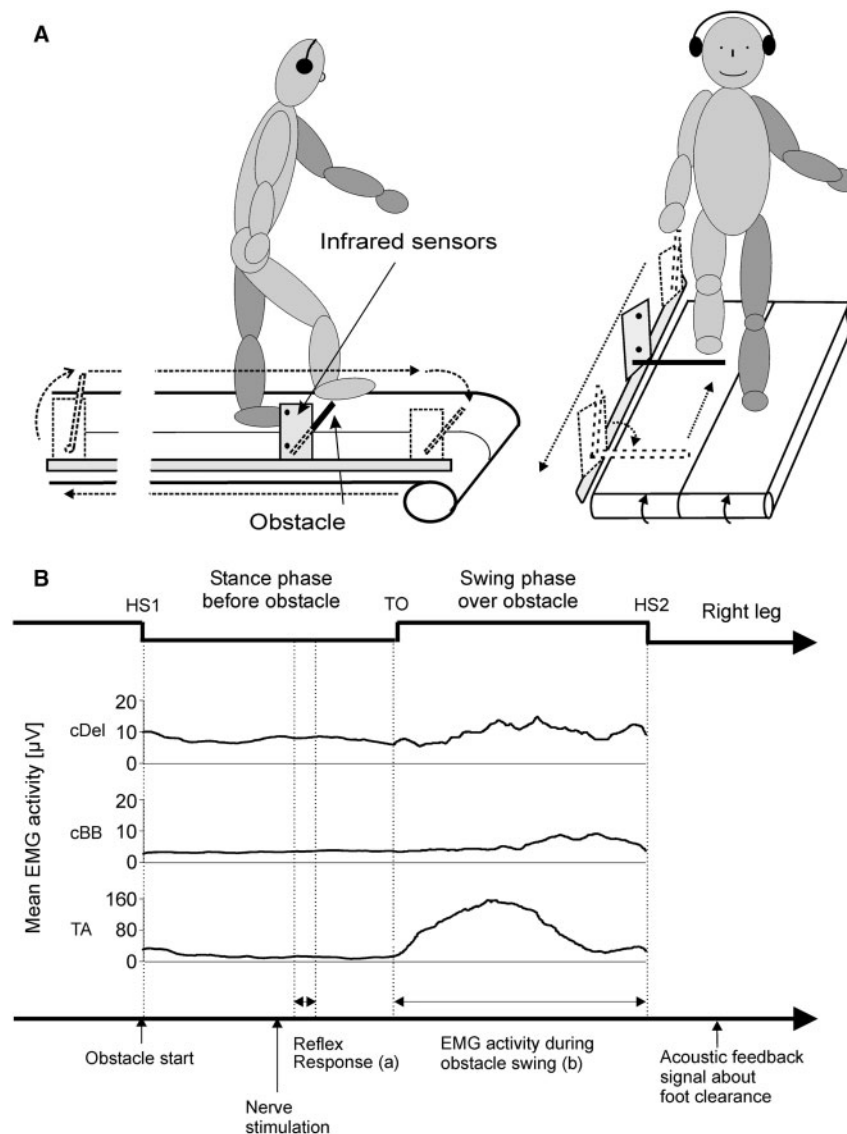 A
Infrared sensors
Obstacle
B
Stance phase
before obstacle
Swing phase
over obstacle
HS1
TO
HS2
Right leg
Mean EMG activity [µV]
cDel
20
10
0
cBB
20
10
0
TA
160
80
0
Obstacle start
Nerve
stimulation
Reflex
Response (a)
EMG activity during
obstacle swing (b)
Acoustic feedback
signal about
foot clearance